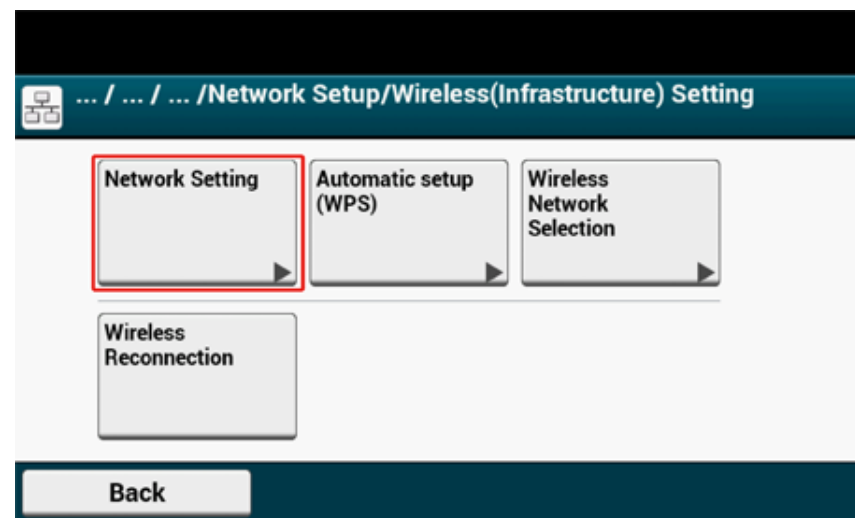 ... / ... / ... /Network Setup/Wireless(Infrastructure) Setting
Network Setting
Automatic setup
(WPS)
Wireless
Network
Selection
Wireless
Reconnection
Back